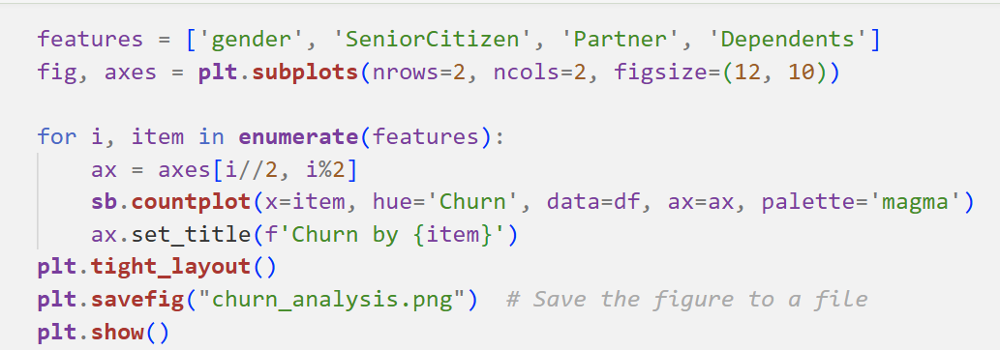 features = ['gender', 'SeniorCitizen', 'Partner', 'Dependents']
fig, axes = plt.subplots(nrows=2, ncols=2, figsize=(12, 10))

for i, item in enumerate(features):
    ax = axes[i//2, i%2]
    sb.countplot(x=item, hue='Churn', data=df, ax=ax, palette='magma')
    ax.set_title(f'Churn by {item}')
plt.tight_layout()
plt.savefig("churn_analysis.png")  # Save the figure to a file
plt.show()